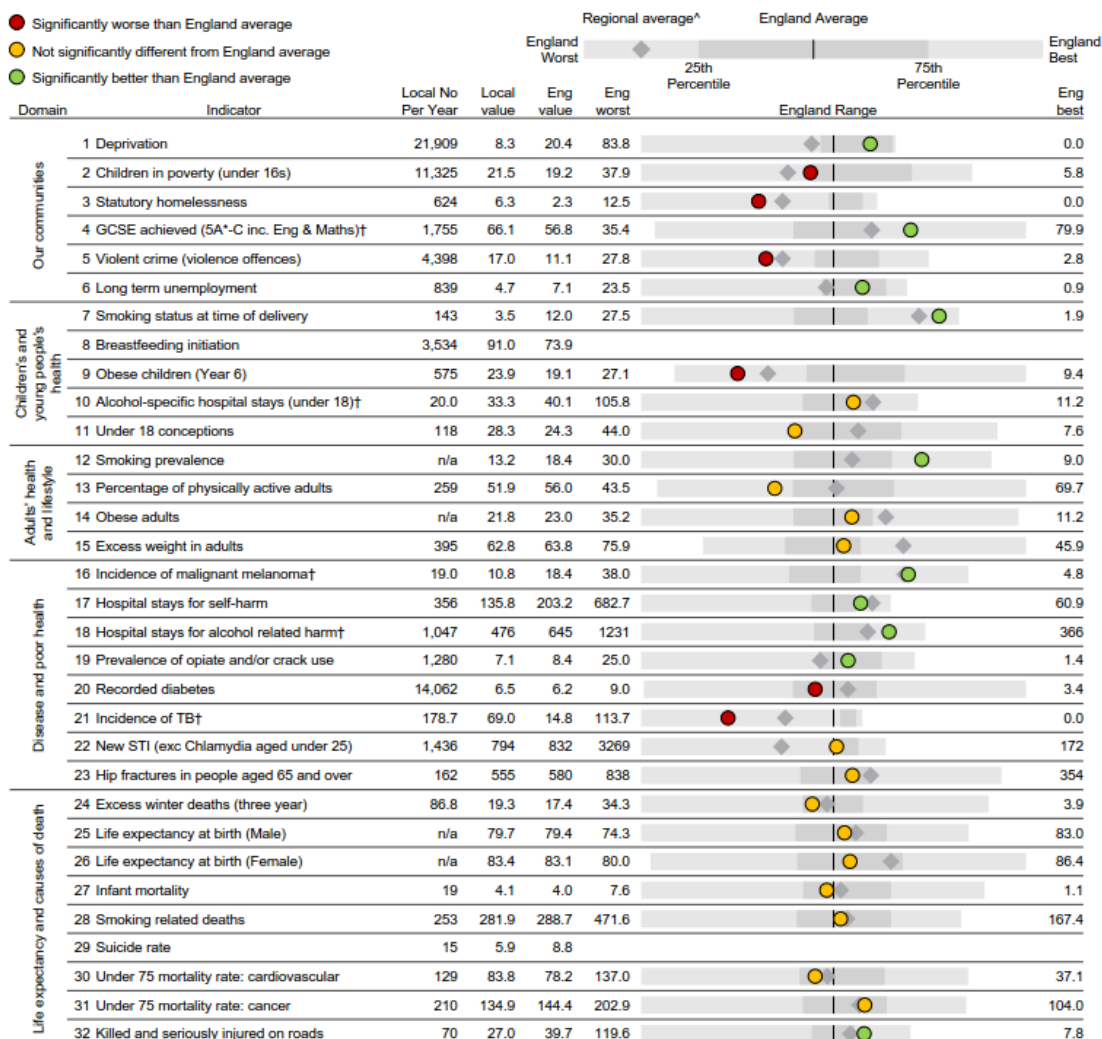 Significantly worse than England average
Not significantly different from England average
Significantly better than England average
Regional average^ England Average
England Worst England Best
25th Percentile 75th Percentile
Domain Indicator Local No Per Year Local value Eng value Eng worst England Range Eng best
Our communities
1 Deprivation 21,909 8.3 20.4 83.8 0.0
2 Children in poverty (under 16s) 11,325 21.5 19.2 37.9 5.8
3 Statutory homelessness 624 6.3 2.3 12.5 0.0
4 GCSE achieved (5A*-C inc. Eng & Maths)† 1,755 66.1 56.8 35.4 79.9
5 Violent crime (violence offences) 4,398 17.0 11.1 27.8 2.8
6 Long term unemployment 839 4.7 7.1 23.5 0.9
Children's and young people's health
7 Smoking status at time of delivery 143 3.5 12.0 27.5 1.9
8 Breastfeeding initiation 3,534 91.0 73.9
9 Obese children (Year 6) 575 23.9 19.1 27.1 9.4
10 Alcohol-specific hospital stays (under 18)† 20.0 33.3 40.1 105.8 11.2
11 Under 18 conceptions 118 28.3 24.3 44.0 7.6
Adults' health and lifestyle
12 Smoking prevalence n/a 13.2 18.4 30.0 9.0
13 Percentage of physically active adults 259 51.9 56.0 43.5 69.7
14 Obese adults n/a 21.8 23.0 35.2 11.2
15 Excess weight in adults 395 62.8 63.8 75.9 45.9
Disease and poor health
16 Incidence of malignant melanoma† 19.0 10.8 18.4 38.0 4.8
17 Hospital stays for self-harm 356 135.8 203.2 682.7 60.9
18 Hospital stays for alcohol related harm† 1,047 476 645 1231 366
19 Prevalence of opiate and/or crack use 1,280 7.1 8.4 25.0 1.4
20 Recorded diabetes 14,062 6.5 6.2 9.0 3.4
21 Incidence of TB† 178.7 69.0 14.8 113.7 0.0
22 New STI (exc Chlamydia aged under 25) 1,436 794 832 3269 172
23 Hip fractures in people aged 65 and over 162 555 580 838 354
Life expectancy and causes of death
24 Excess winter deaths (three year) 86.8 19.3 17.4 34.3 3.9
25 Life expectancy at birth (Male) n/a 79.7 79.4 74.3 83.0
26 Life expectancy at birth (Female) n/a 83.4 83.1 80.0 86.4
27 Infant mortality 19 4.1 4.0 7.6 1.1
28 Smoking related deaths 253 281.9 288.7 471.6 167.4
29 Suicide rate 15 5.9 8.8
30 Under 75 mortality rate: cardiovascular 129 83.8 78.2 137.0 37.1
31 Under 75 mortality rate: cancer 210 134.9 144.4 202.9 104.0
32 Killed and seriously injured on roads 70 27.0 39.7 119.6 7.8